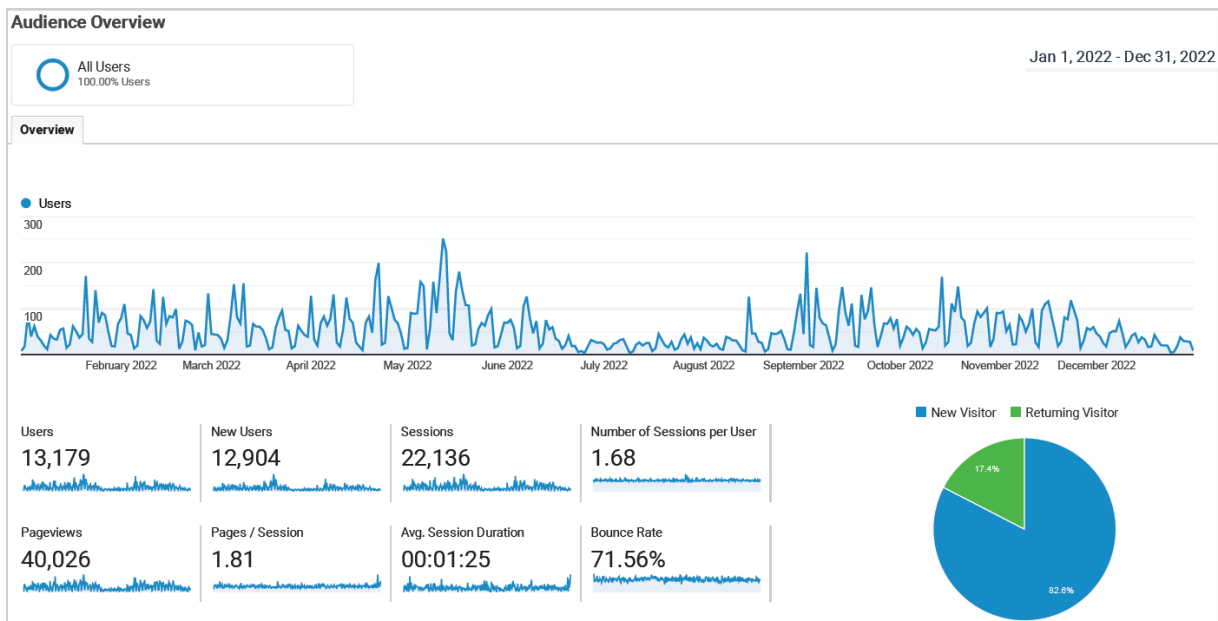 Audience Overview
All Users
100.00% Users
Jan 1, 2022 - Dec 31, 2022
Overview
Users
300
200
100
February 2022 March 2022 April 2022 May 2022 June 2022 July 2022 August 2022 September 2022 October 2022 November 2022 December 2022
Users
13,179
New Users
12,904
Sessions
22,136
Number of Sessions per User
1.68
Pageviews
40,026
Pages / Session
1.81
Avg. Session Duration
00:01:25
Bounce Rate
71.56%
New Visitor Returning Visitor
17.4%
82.6%